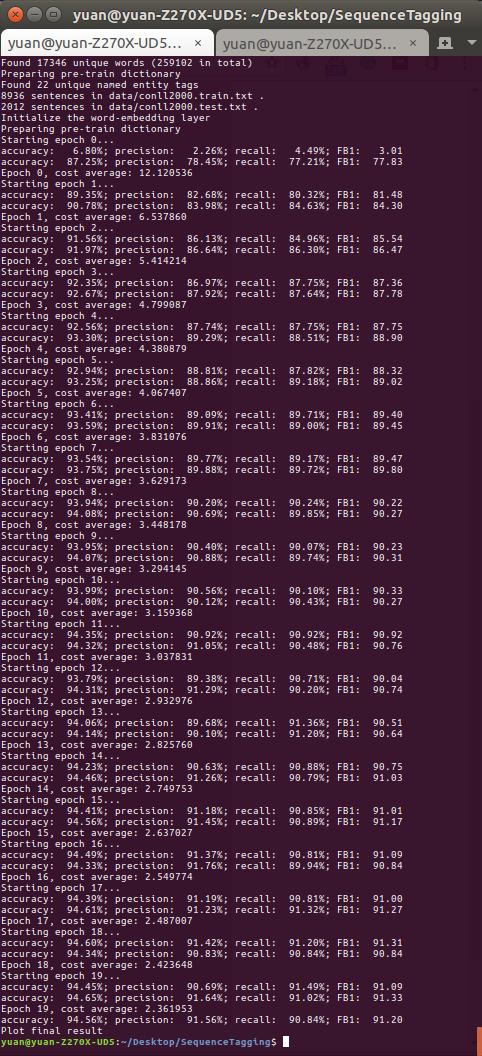 yuan@yuan-Z270X-UD5: ~/Desktop/SequenceTagging
yuan@yuan-Z270X-UD5... × yuan@yuan-Z270X-UD5... ×
Found 17346 unique words (259102 in total)
Preparing pre-train dictionary
Found 22 unique named entity tags
8936 sentences in data/conll2000.train.txt .
2012 sentences in data/conll2000.test.txt .
Initialize the word-embedding layer
Preparing pre-train dictionary
Starting epoch 0...
accuracy:   6.80%; precision:   2.26%; recall:   4.49%; FB1:   3.01
accuracy:  87.25%; precision:  78.45%; recall:  77.21%; FB1:  77.83
Epoch 0, cost average: 12.120536
Starting epoch 1...
accuracy:  89.35%; precision:  82.68%; recall:  80.32%; FB1:  81.48
accuracy:  90.78%; precision:  83.98%; recall:  84.63%; FB1:  84.30
Epoch 1, cost average: 6.537860
Starting epoch 2...
accuracy:  91.56%; precision:  86.13%; recall:  84.96%; FB1:  85.54
accuracy:  91.97%; precision:  86.64%; recall:  86.30%; FB1:  86.47
Epoch 2, cost average: 5.414214
Starting epoch 3...
accuracy:  92.35%; precision:  86.97%; recall:  87.75%; FB1:  87.36
accuracy:  92.67%; precision:  87.92%; recall:  87.64%; FB1:  87.78
Epoch 3, cost average: 4.799087
Starting epoch 4...
accuracy:  92.56%; precision:  87.74%; recall:  87.75%; FB1:  87.75
accuracy:  93.30%; precision:  89.29%; recall:  88.51%; FB1:  88.90
Epoch 4, cost average: 4.380879
Starting epoch 5...
accuracy:  92.94%; precision:  88.81%; recall:  87.82%; FB1:  88.32
accuracy:  93.25%; precision:  88.86%; recall:  89.18%; FB1:  89.02
Epoch 5, cost average: 4.067407
Starting epoch 6...
accuracy:  93.41%; precision:  89.09%; recall:  89.71%; FB1:  89.40
accuracy:  93.59%; precision:  89.91%; recall:  89.00%; FB1:  89.45
Epoch 6, cost average: 3.831076
Starting epoch 7...
accuracy:  93.54%; precision:  89.77%; recall:  89.17%; FB1:  89.47
accuracy:  93.75%; precision:  89.88%; recall:  89.72%; FB1:  89.80
Epoch 7, cost average: 3.629173
Starting epoch 8...
accuracy:  93.94%; precision:  90.20%; recall:  90.24%; FB1:  90.22
accuracy:  94.08%; precision:  90.69%; recall:  89.85%; FB1:  90.27
Epoch 8, cost average: 3.448178
Starting epoch 9...
accuracy:  93.95%; precision:  90.40%; recall:  90.07%; FB1:  90.23
accuracy:  94.07%; precision:  90.88%; recall:  89.74%; FB1:  90.31
Epoch 9, cost average: 3.294145
Starting epoch 10...
accuracy:  93.99%; precision:  90.56%; recall:  90.10%; FB1:  90.33
accuracy:  94.00%; precision:  90.12%; recall:  90.43%; FB1:  90.27
Epoch 10, cost average: 3.159368
Starting epoch 11...
accuracy:  94.35%; precision:  90.92%; recall:  90.92%; FB1:  90.92
accuracy:  94.32%; precision:  91.05%; recall:  90.48%; FB1:  90.76
Epoch 11, cost average: 3.037831
Starting epoch 12...
accuracy:  93.79%; precision:  89.38%; recall:  90.71%; FB1:  90.04
accuracy:  94.31%; precision:  91.29%; recall:  90.20%; FB1:  90.74
Epoch 12, cost average: 2.932976
Starting epoch 13...
accuracy:  94.06%; precision:  89.68%; recall:  91.36%; FB1:  90.51
accuracy:  94.14%; precision:  90.10%; recall:  91.20%; FB1:  90.64
Epoch 13, cost average: 2.825760
Starting epoch 14...
accuracy:  94.23%; precision:  90.63%; recall:  90.88%; FB1:  90.75
accuracy:  94.46%; precision:  91.26%; recall:  90.79%; FB1:  91.03
Epoch 14, cost average: 2.749753
Starting epoch 15...
accuracy:  94.41%; precision:  91.18%; recall:  90.85%; FB1:  91.01
accuracy:  94.56%; precision:  91.45%; recall:  90.89%; FB1:  91.17
Epoch 15, cost average: 2.637027
Starting epoch 16...
accuracy:  94.49%; precision:  91.37%; recall:  90.81%; FB1:  91.09
accuracy:  94.33%; precision:  91.76%; recall:  89.94%; FB1:  90.84
Epoch 16, cost average: 2.549774
Starting epoch 17...
accuracy:  94.39%; precision:  91.19%; recall:  90.81%; FB1:  91.00
accuracy:  94.61%; precision:  91.23%; recall:  91.32%; FB1:  91.27
Epoch 17, cost average: 2.487007
Starting epoch 18...
accuracy:  94.60%; precision:  91.42%; recall:  91.20%; FB1:  91.31
accuracy:  94.34%; precision:  90.83%; recall:  90.84%; FB1:  90.84
Epoch 18, cost average: 2.423648
Starting epoch 19...
accuracy:  94.45%; precision:  90.69%; recall:  91.49%; FB1:  91.09
accuracy:  94.65%; precision:  91.64%; recall:  91.02%; FB1:  91.33
Epoch 19, cost average: 2.361953
accuracy:  94.56%; precision:  91.56%; recall:  90.84%; FB1:  91.20
Plot final result
yuan@yuan-Z270X-UD5:~/Desktop/SequenceTagging$